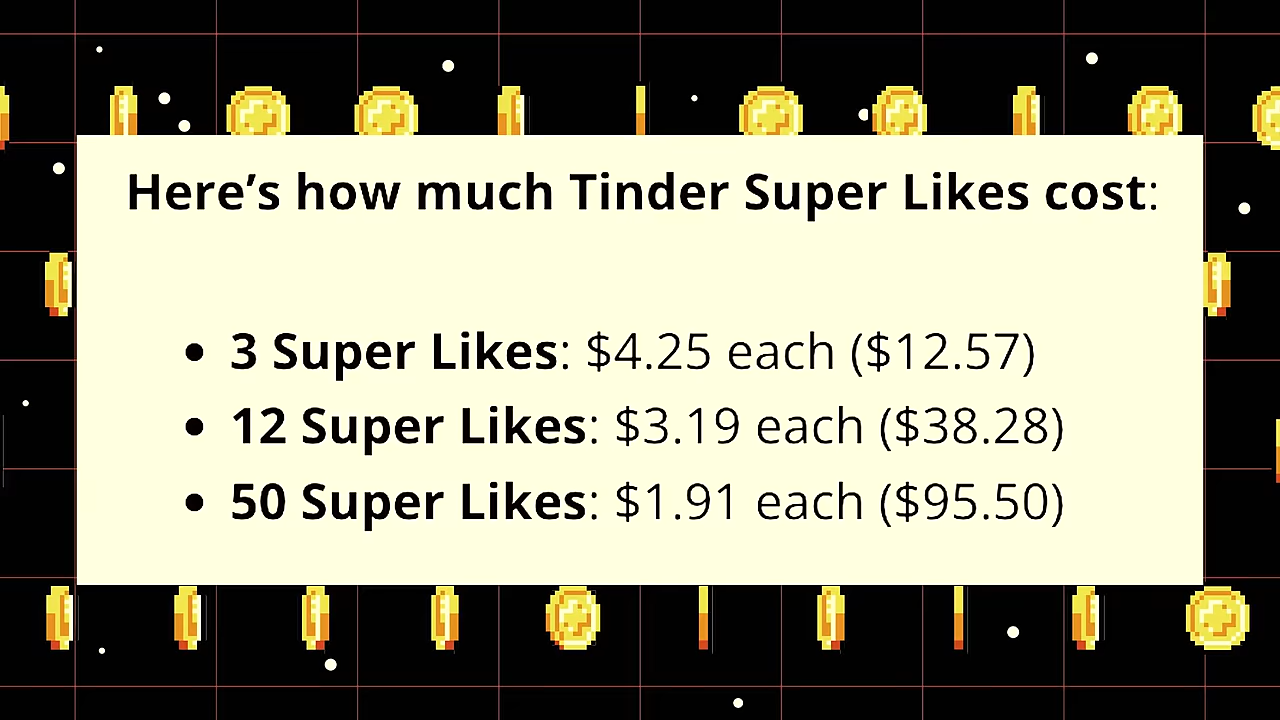 Here’s how much Tinder Super Likes cost:
• 3 Super Likes: $4.25 each ($12.57)
• 12 Super Likes: $3.19 each ($38.28)
• 50 Super Likes: $1.91 each ($95.50)